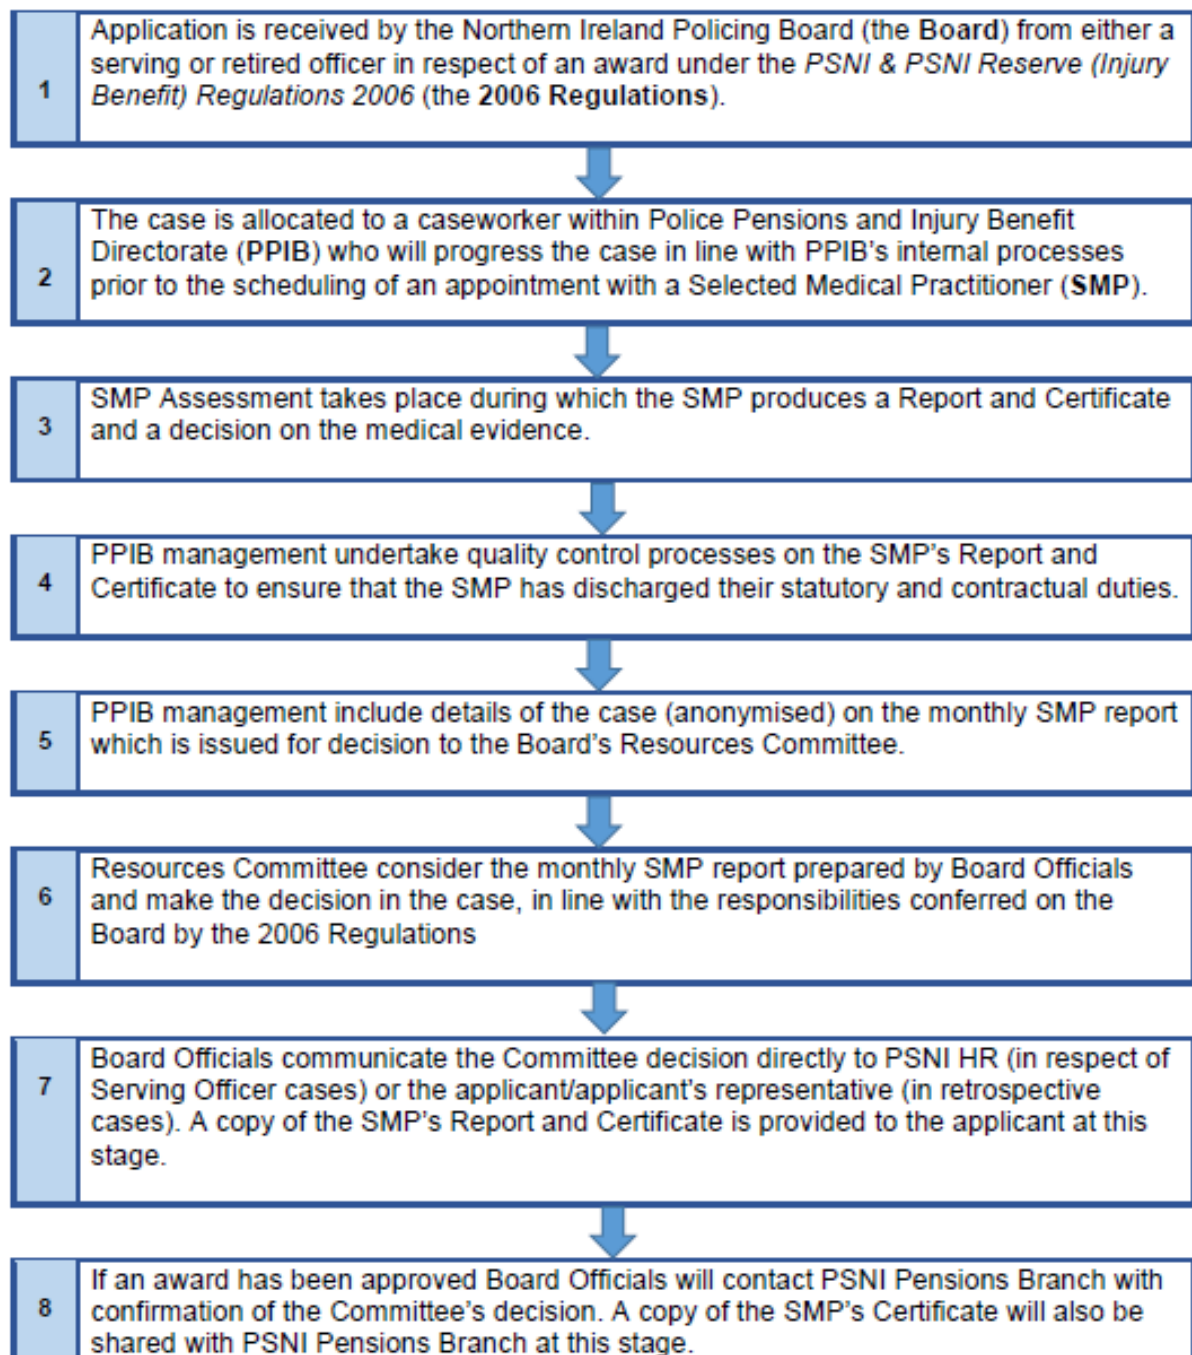 1
Application is received by the Northern Ireland Policing Board (the Board) from either a
serving or retired officer in respect of an award under the PSNI & PSNI Reserve (Injury
Benefit) Regulations 2006 (the 2006 Regulations).
2
The case is allocated to a caseworker within Police Pensions and Injury Benefit
Directorate (PPIB) who will progress the case in line with PPIB's internal processes
prior to the scheduling of an appointment with a Selected Medical Practitioner (SMP).
3
SMP Assessment takes place during which the SMP produces a Report and Certificate
and a decision on the medical evidence.
4
PPIB management undertake quality control processes on the SMP's Report and
Certificate to ensure that the SMP has discharged their statutory and contractual duties.
5
PPIB management include details of the case (anonymised) on the monthly SMP report
which is issued for decision to the Board's Resources Committee.
6
Resources Committee consider the monthly SMP report prepared by Board Officials
and make the decision in the case, in line with the responsibilities conferred on the
Board by the 2006 Regulations
7
Board Officials communicate the Committee decision directly to PSNI HR (in respect of
Serving Officer cases) or the applicant/applicant's representative (in retrospective
cases). A copy of the SMP's Report and Certificate is provided to the applicant at this
stage.
8
If an award has been approved Board Officials will contact PSNI Pensions Branch with
confirmation of the Committee's decision. A copy of the SMP's Certificate will also be
shared with PSNI Pensions Branch at this stage.